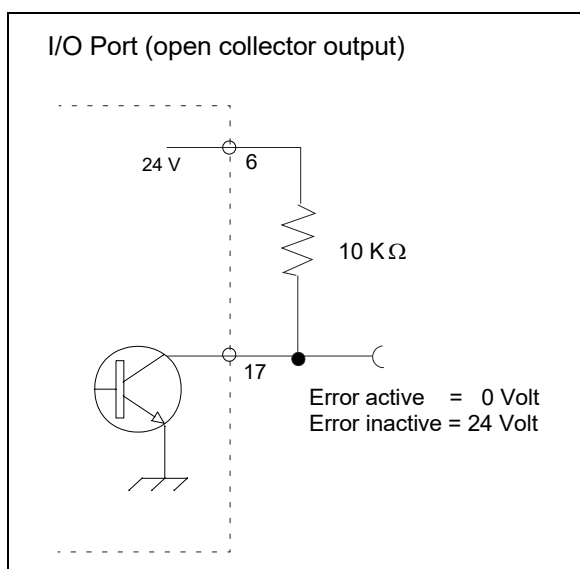 I/O Port (open collector output)
24 V
6
10 KΩ
17
Error active = 0 Volt
Error inactive = 24 Volt